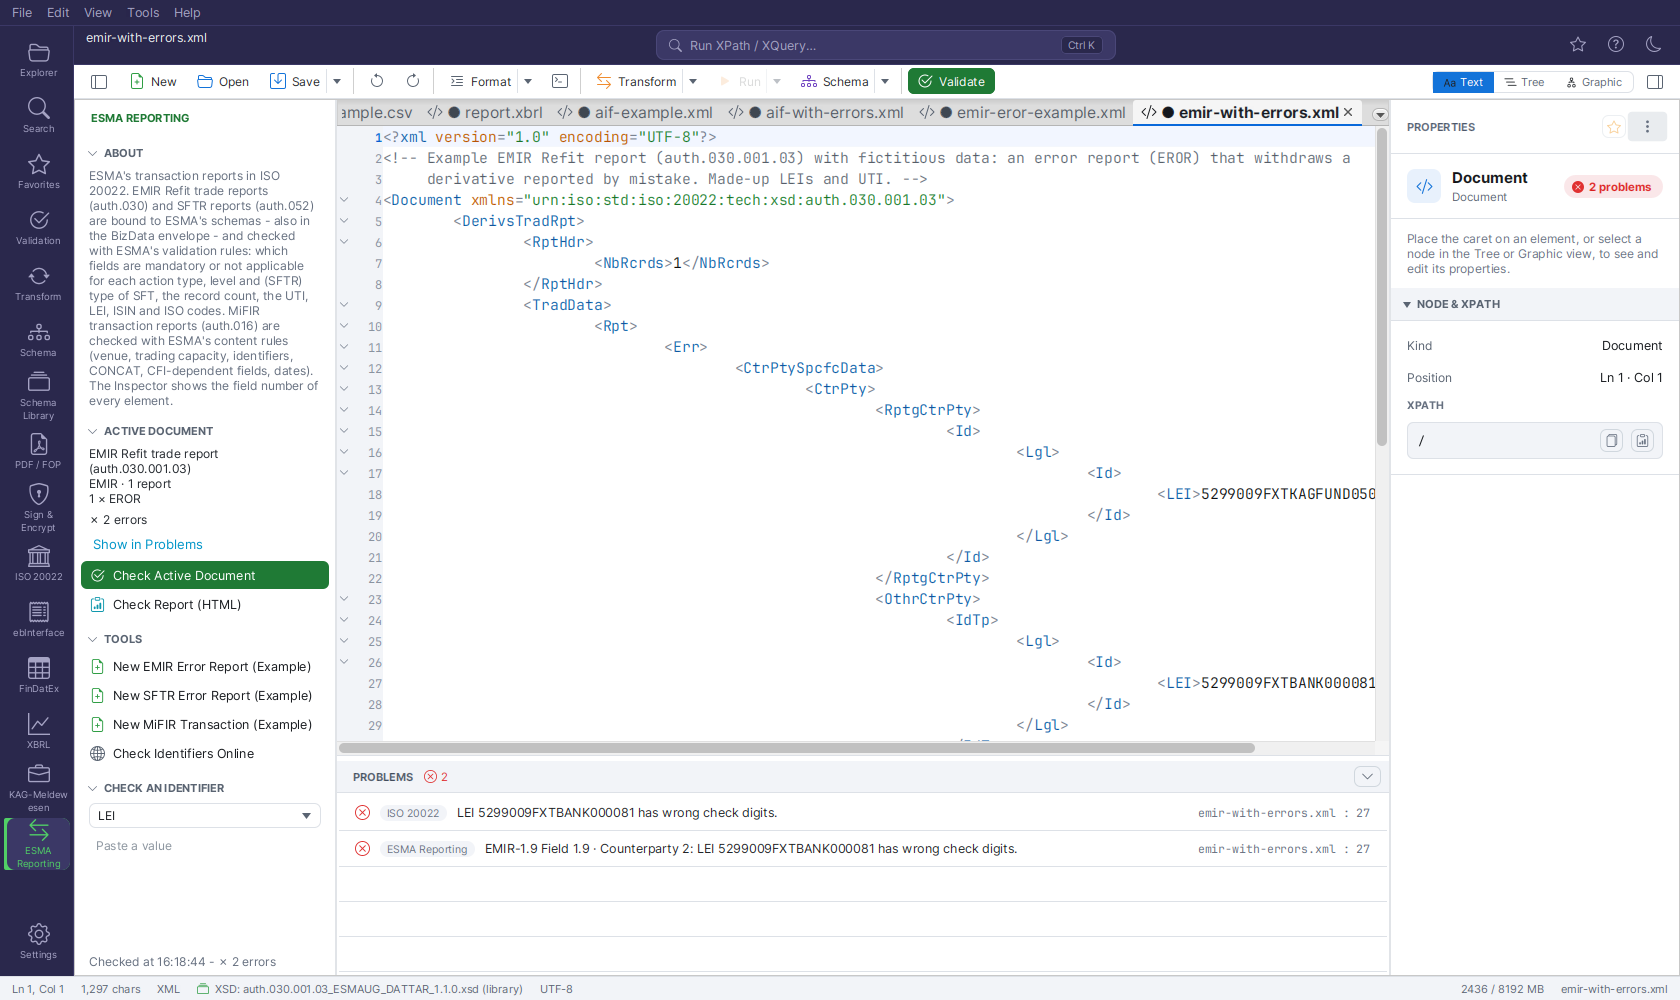 File Edit View Tools Help
emir-with-errors.xml
Run XPath / XQuery... Ctrl K
New Open Save Format Transform Run Schema Validate
Aa Text Tree Graphic
Explorer
Search
Favorites
Validation
Transform
Schema
Schema
Library
PDF / FOP
Sign &
Encrypt
ISO 20022
ebInterface
FinDatEx
XBRL
KAG-Meldew
esen
ESMA
Reporting
Settings
ESMA REPORTING
ABOUT
ESMA's transaction reports in ISO
20022. EMIR Refit trade reports
(auth.030) and SFTR reports (auth.052)
are bound to ESMA's schemas - also in
the BizData envelope - and checked
with ESMA's validation rules: which
fields are mandatory or not applicable
for each action type, level and (SFTR)
type of SFT, the record count, the UTI,
LEI, ISIN and ISO codes. MiFIR
transaction reports (auth.016) are
checked with ESMA's content rules
(venue, trading capacity, identifiers,
CONCAT, CFI-dependent fields, dates).
The Inspector shows the field number of
every element.
ACTIVE DOCUMENT
EMIR Refit trade report
(auth.030.001.03)
EMIR · 1 report
1 × EROR
× 2 errors
Show in Problems
Check Active Document
Check Report (HTML)
TOOLS
New EMIR Error Report (Example)
New SFTR Error Report (Example)
New MiFIR Transaction (Example)
Check Identifiers Online
CHECK AN IDENTIFIER
LEI
Paste a value
Checked at 16:18:44 - × 2 errors
ample.csv </> ● report.xbrl </> ● aif-example.xml </> ● aif-with-errors.xml </> ● emir-eror-example.xml </> ● emir-with-errors.xml ×
1 <?xml version="1.0" encoding="UTF-8"?>
2 <!-- Example EMIR Refit report (auth.030.001.03) with fictitious data: an error report (EROR) that withdraws a
3 derivative reported by mistake. Made-up LEIs and UTI. -->
4 <Document xmlns="urn:iso:std:iso:20022:tech:xsd:auth.030.001.03">
5 <DerivsTradRpt>
6 <RptHdr>
7 <NbRcrds>1</NbRcrds>
8 </RptHdr>
9 <TradData>
10 <Rpt>
11 <Err>
12 <CtrPtySpcfcData>
13 <CtrPty>
14 <RptgCtrPty>
15 <Id>
16 <Lgl>
17 <Id>
18 <LEI>5299009FXTKAGFUND050
19 </Id>
20 </Lgl>
21 </Id>
22 </RptgCtrPty>
23 <OthrCtrPty>
24 <IdTp>
25 <Lgl>
26 <Id>
27 <LEI>5299009FXTBANK000081
28 </Id>
29 </Lgl>
PROBLEMS 2
ISO 20022 LEI 5299009FXTBANK000081 has wrong check digits. emir-with-errors.xml : 27
ESMA Reporting EMIR-1.9 Field 1.9 · Counterparty 2: LEI 5299009FXTBANK000081 has wrong check digits. emir-with-errors.xml : 27
PROPERTIES
</> Document
Document
2 problems
Place the caret on an element, or select a
node in the Tree or Graphic view, to see and
edit its properties.
NODE & XPATH
Kind Document
Position Ln 1 · Col 1
XPATH
/
Ln 1, Col 1 1,297 chars XML XSD: auth.030.001.03_ESMAUG_DATTAR_1.1.0.xsd (library) UTF-8
2436 / 8192 MB emir-with-errors.xml